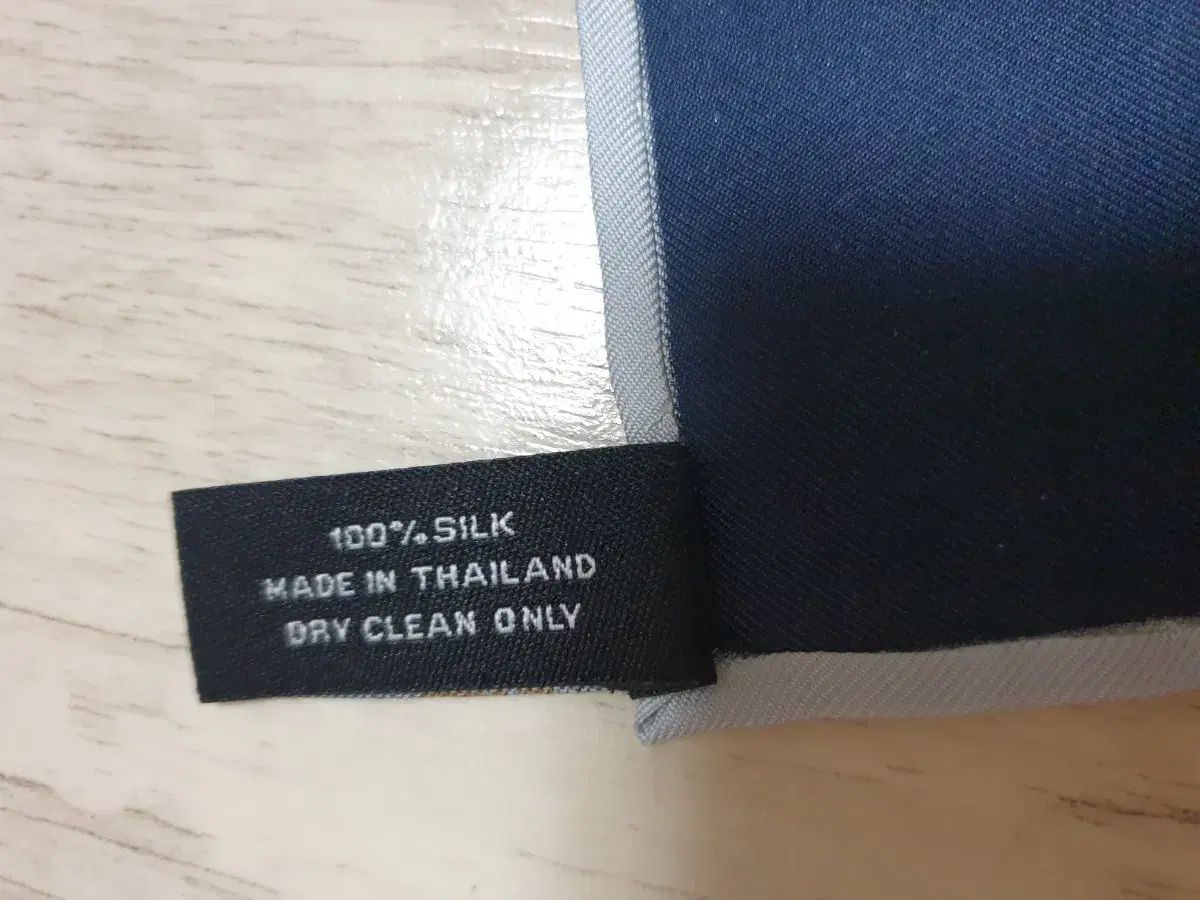 100% SILK
MADE IN THAILAND
DRY CLEAN ONLY